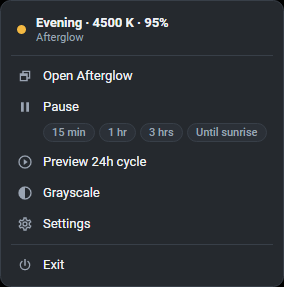 Evening · 4500 K · 95%
Afterglow
Open Afterglow
Pause
15 min 1 hr 3 hrs Until sunrise
Preview 24h cycle
Grayscale
Settings
Exit